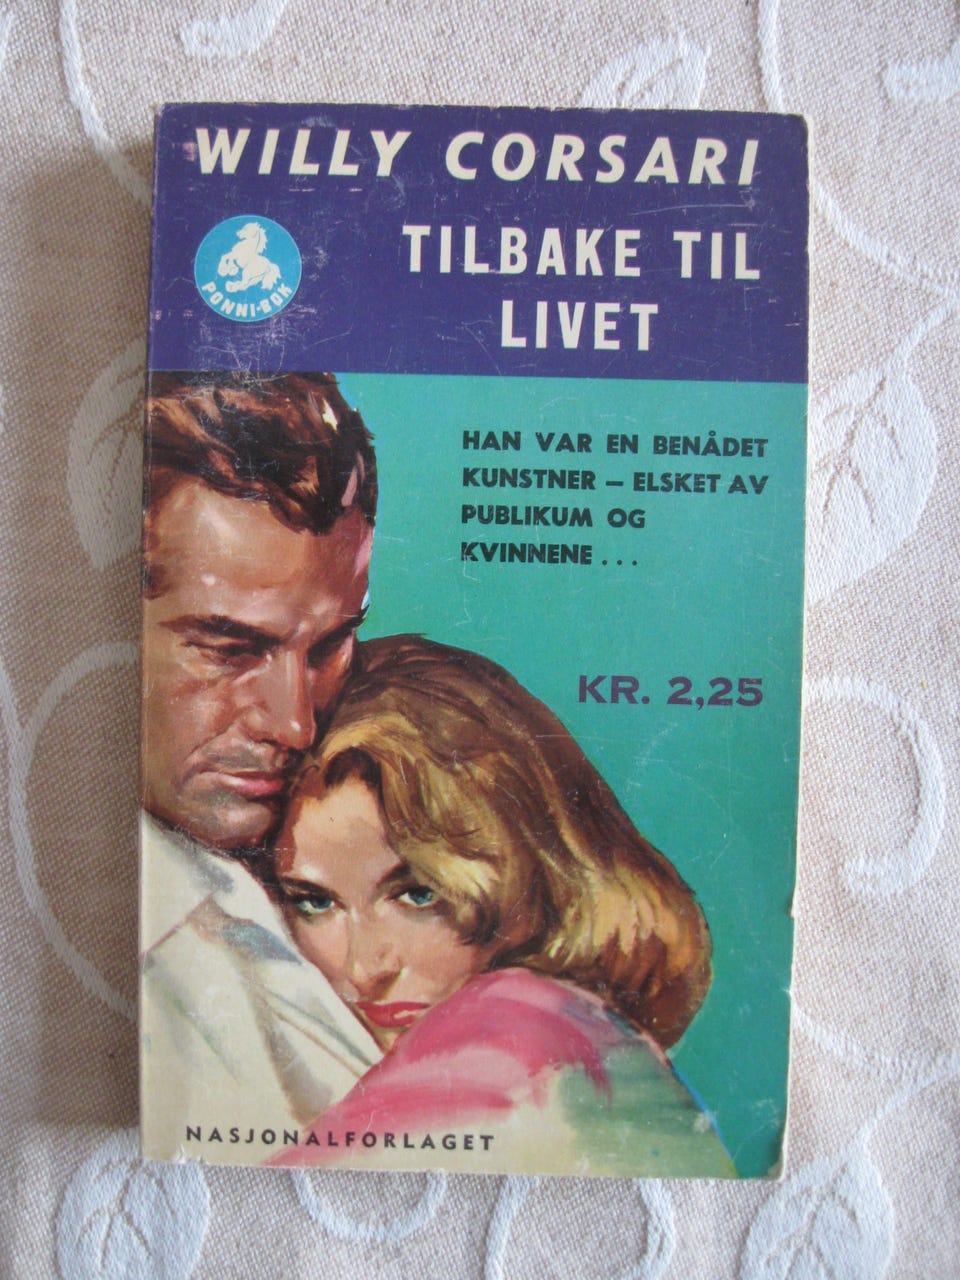 WILLY CORSARI
TILBAKE TIL
LIVET
PONNI-BOK
HAN VAR EN BENÅDET
KUNSTNER – ELSKET AV
PUBLIKUM OG
KVINNENE...
KR. 2,25
NASJONALFORLAGET